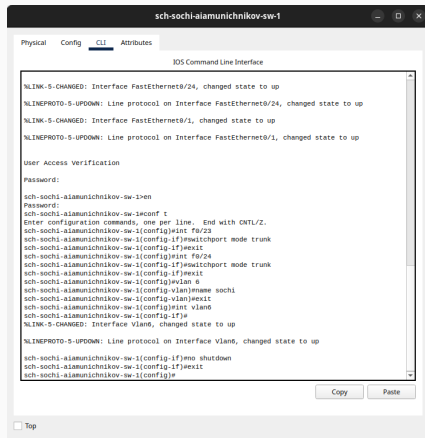 sch-sochi-aiamunichnikov-sw-1
Physical Config CLI Attributes
IOS Command Line Interface
%LINK-5-CHANGED: Interface FastEthernet0/24, changed state to up
%LINEPROTO-5-UPDOWN: Line protocol on Interface FastEthernet0/24, changed state to up
%LINK-5-CHANGED: Interface FastEthernet0/1, changed state to up
%LINEPROTO-5-UPDOWN: Line protocol on Interface FastEthernet0/1, changed state to up
User Access Verification
Password:
sch-sochi-aiamunichnikov-sw-1>en
Password:
sch-sochi-aiamunichnikov-sw-1#conf t
Enter configuration commands, one per line. End with CNTL/Z.
sch-sochi-aiamunichnikov-sw-1(config)#int f0/23
sch-sochi-aiamunichnikov-sw-1(config-if)#switchport mode trunk
sch-sochi-aiamunichnikov-sw-1(config-if)#exit
sch-sochi-aiamunichnikov-sw-1(config)#int f0/24
sch-sochi-aiamunichnikov-sw-1(config-if)#switchport mode trunk
sch-sochi-aiamunichnikov-sw-1(config-if)#exit
sch-sochi-aiamunichnikov-sw-1(config)#vlan 6
sch-sochi-aiamunichnikov-sw-1(config-vlan)#name sochi
sch-sochi-aiamunichnikov-sw-1(config-vlan)#exit
sch-sochi-aiamunichnikov-sw-1(config)#int vlan6
sch-sochi-aiamunichnikov-sw-1(config-if)#
%LINK-5-CHANGED: Interface Vlan6, changed state to up
%LINEPROTO-5-UPDOWN: Line protocol on Interface Vlan6, changed state to up
sch-sochi-aiamunichnikov-sw-1(config-if)#no shutdown
sch-sochi-aiamunichnikov-sw-1(config-if)#exit
sch-sochi-aiamunichnikov-sw-1(config)#
Copy Paste
Top